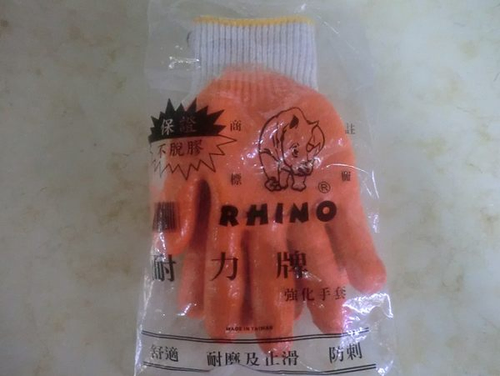 保證
不脫膠
商標
註冊
®
RHINO
耐力牌
強化手套
MADE IN TAIWAN
舒適 耐磨及止滑 防刺